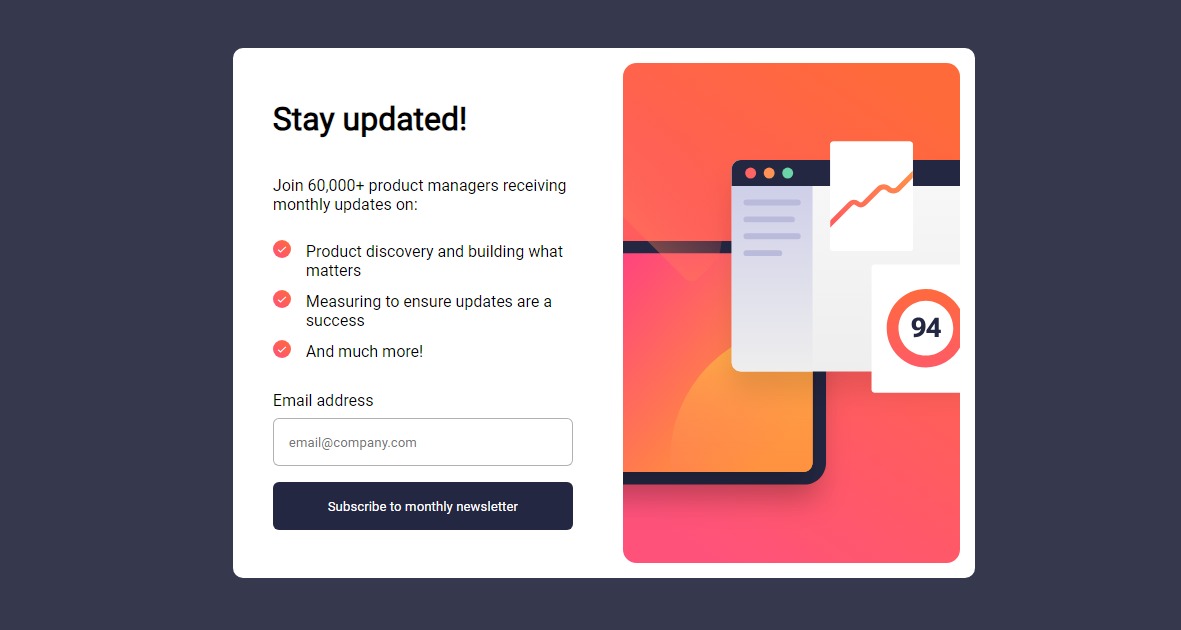 Stay updated!
Join 60,000+ product managers receiving
monthly updates on:
Product discovery and building what
matters
Measuring to ensure updates are a
success
And much more!
Email address
email@company.com
Subscribe to monthly newsletter
94